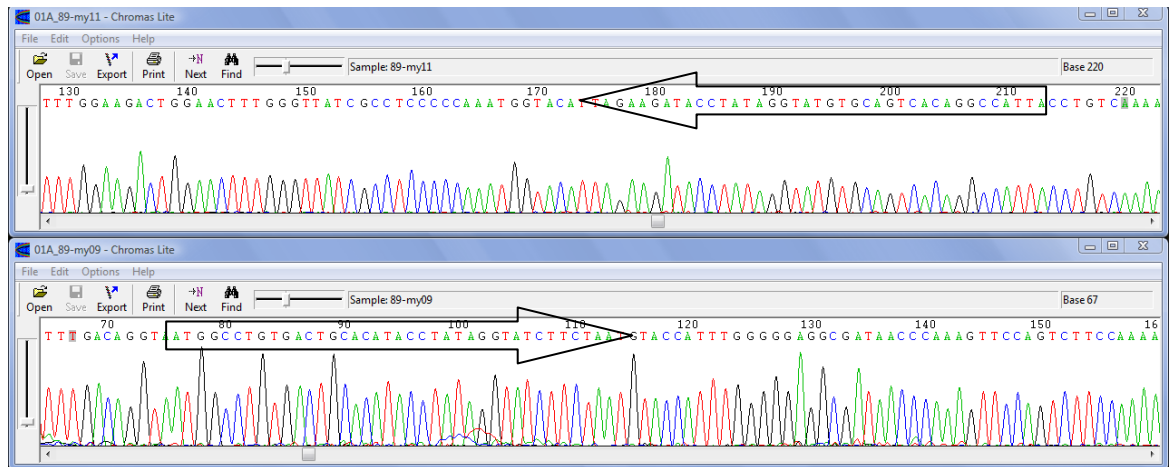 01A_89-my11 - Chromas Lite
File Edit Options Help
Open Save Export Print Next Find Sample: 89-my11 Base 220
130 140 150 160 170 180 190 200 210 220
TTTGGAAGACTGGAACTTTGGGTTATCGCCTCCCCCAAATGGTACATTAGAAGATACCTATAGGTATGTGCAGTCACAGGCCATTACCTGTCAAAA
01A_89-my09 - Chromas Lite
File Edit Options Help
Open Save Export Print Next Find Sample: 89-my09 Base 67
70 80 90 100 110 120 130 140 150 16
TTTGACAGGTAATGGCCTGTGACTGCACATACCTATAGGTATCTTCTAATGTACCATTTGGGGGAGGCGATAACCCAAAGTTCCAGTCTTCCAAAA